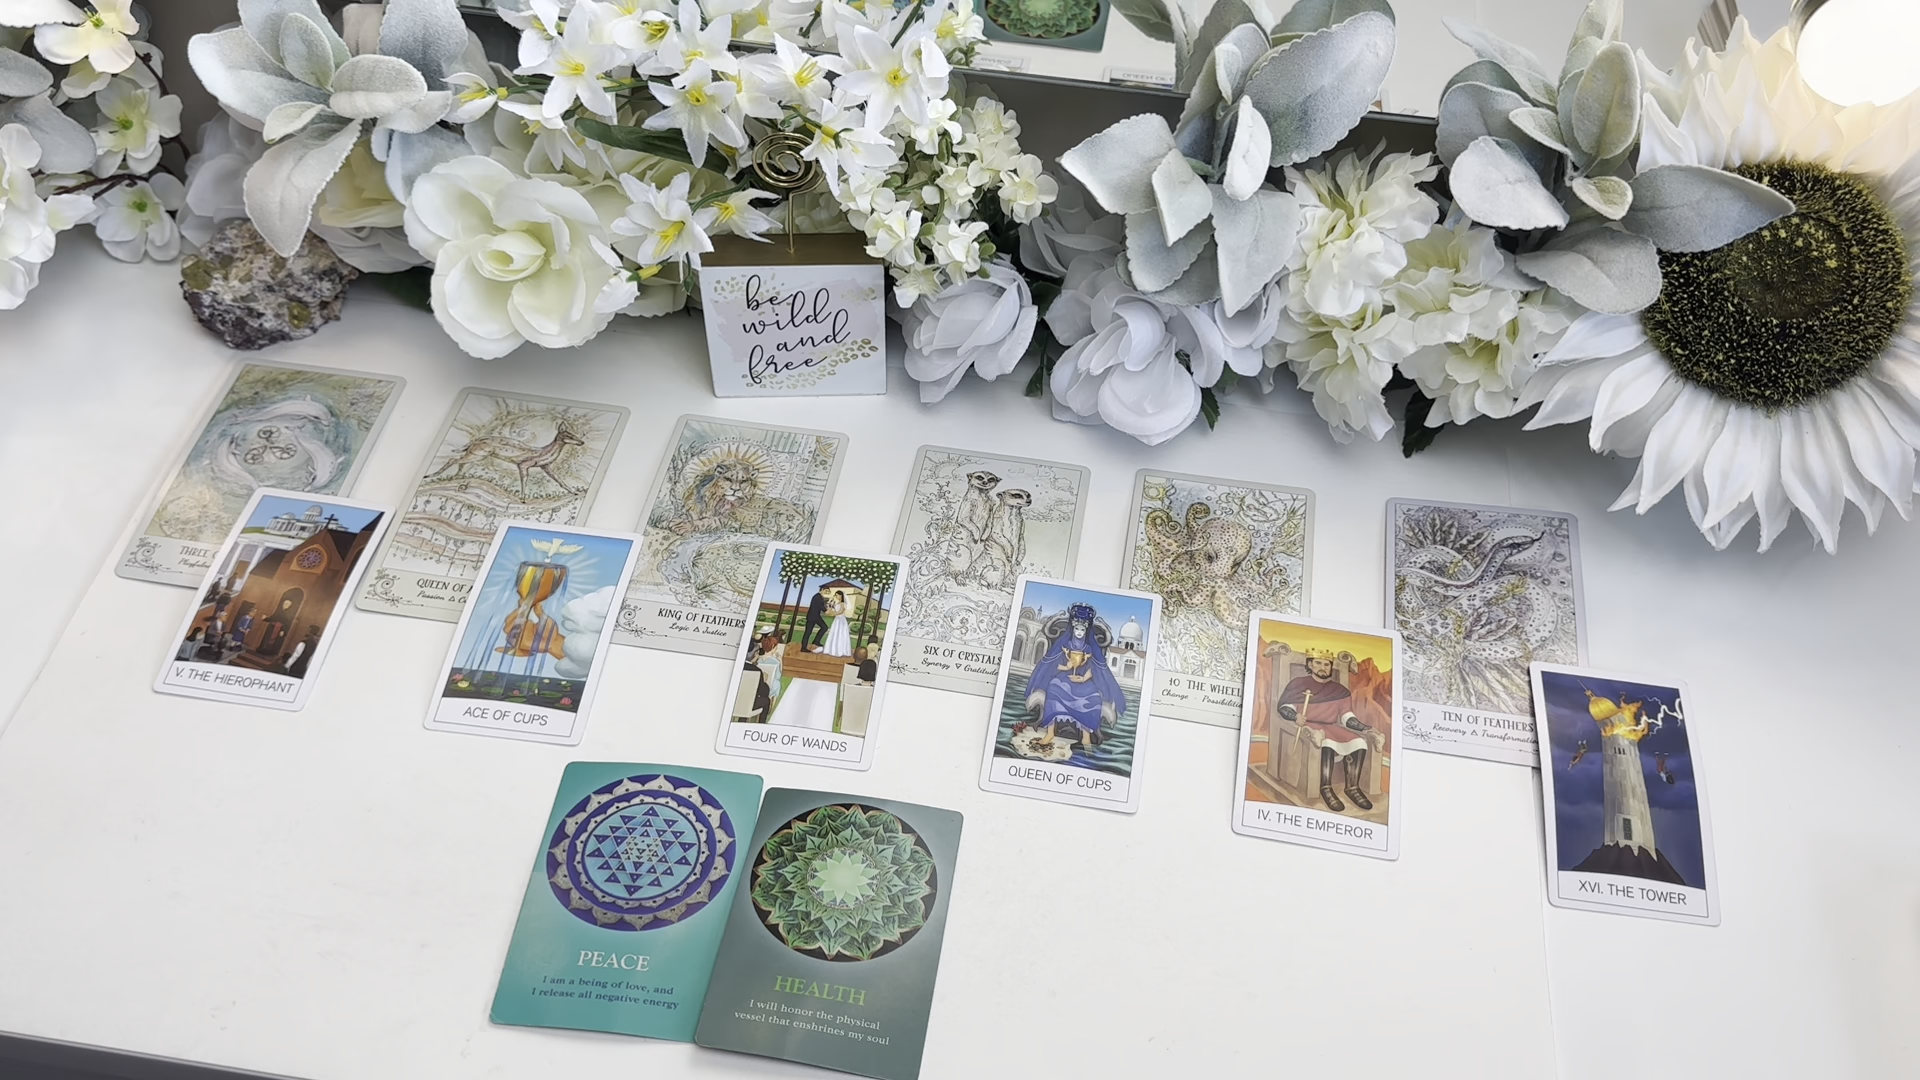 be
wild
and
free
THREE
QUEEN OF
Passion
KING OF FEATHERS
Logic Δ Justice
SIX OF CRYSTALS
Synergy ∇ Gratitude
10 THE WHEEL
Change · Possibilities
TEN OF FEATHERS
Recovery Δ Transformation
V. THE HIEROPHANT
ACE OF CUPS
FOUR OF WANDS
QUEEN OF CUPS
IV. THE EMPEROR
XVI. THE TOWER
PEACE
I am a being of love, and
I release all negative energy
HEALTH
I will honor the physical
vessel that enshrines my soul